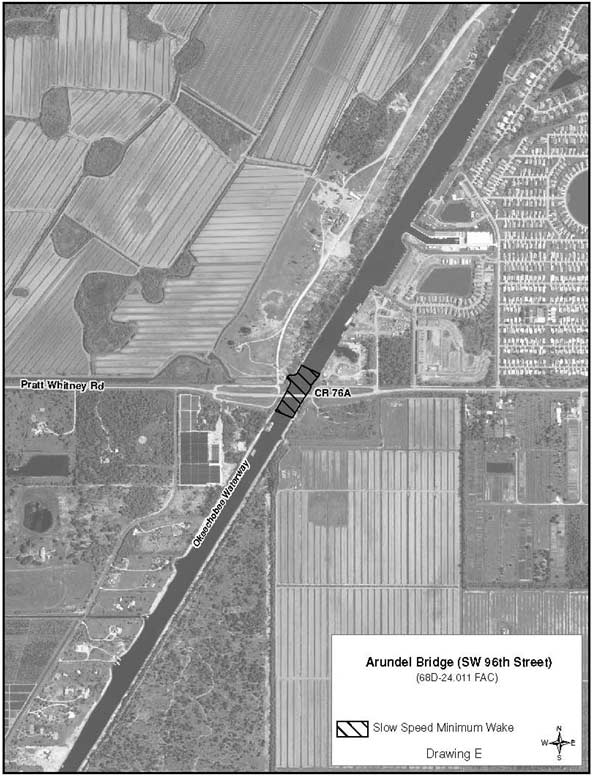 Pratt Whitney Rd
CR 76A
Okeechobee Waterway
Arundel Bridge (SW 96th Street)
(68D-24.011 FAC)
Slow Speed Minimum Wake
Drawing E
N
W E
S